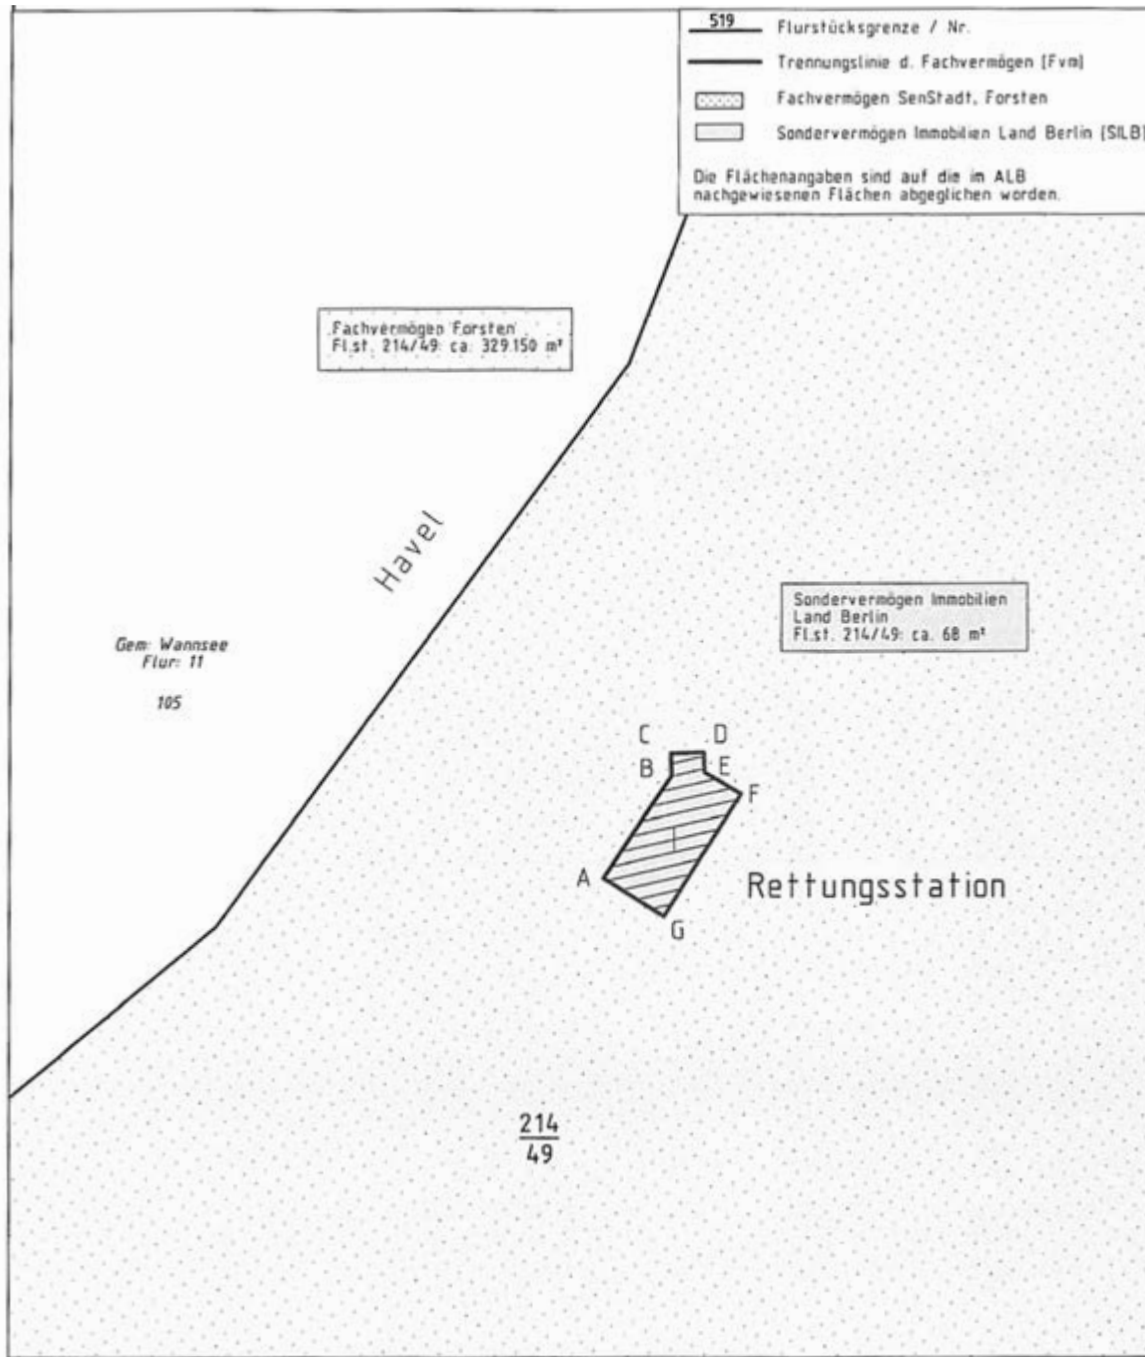 519 Flurstücksgrenze / Nr.
Trennungslinie d. Fachvermögen (Fvm)
Fachvermögen SenStadt, Forsten
Sondervermögen Immobilien Land Berlin (SILB)
Die Flächenangaben sind auf die im ALB
nachgewiesenen Flächen abgeglichen worden.
Fachvermögen Forsten
Fl.st. 214/49: ca. 329.150 m²
Havel
Sondervermögen Immobilien
Land Berlin
Fl.st. 214/49: ca. 68 m²
Gem: Wannsee
Flur: 11
105
C D
B E
F
A
Rettungsstation
G
214
49